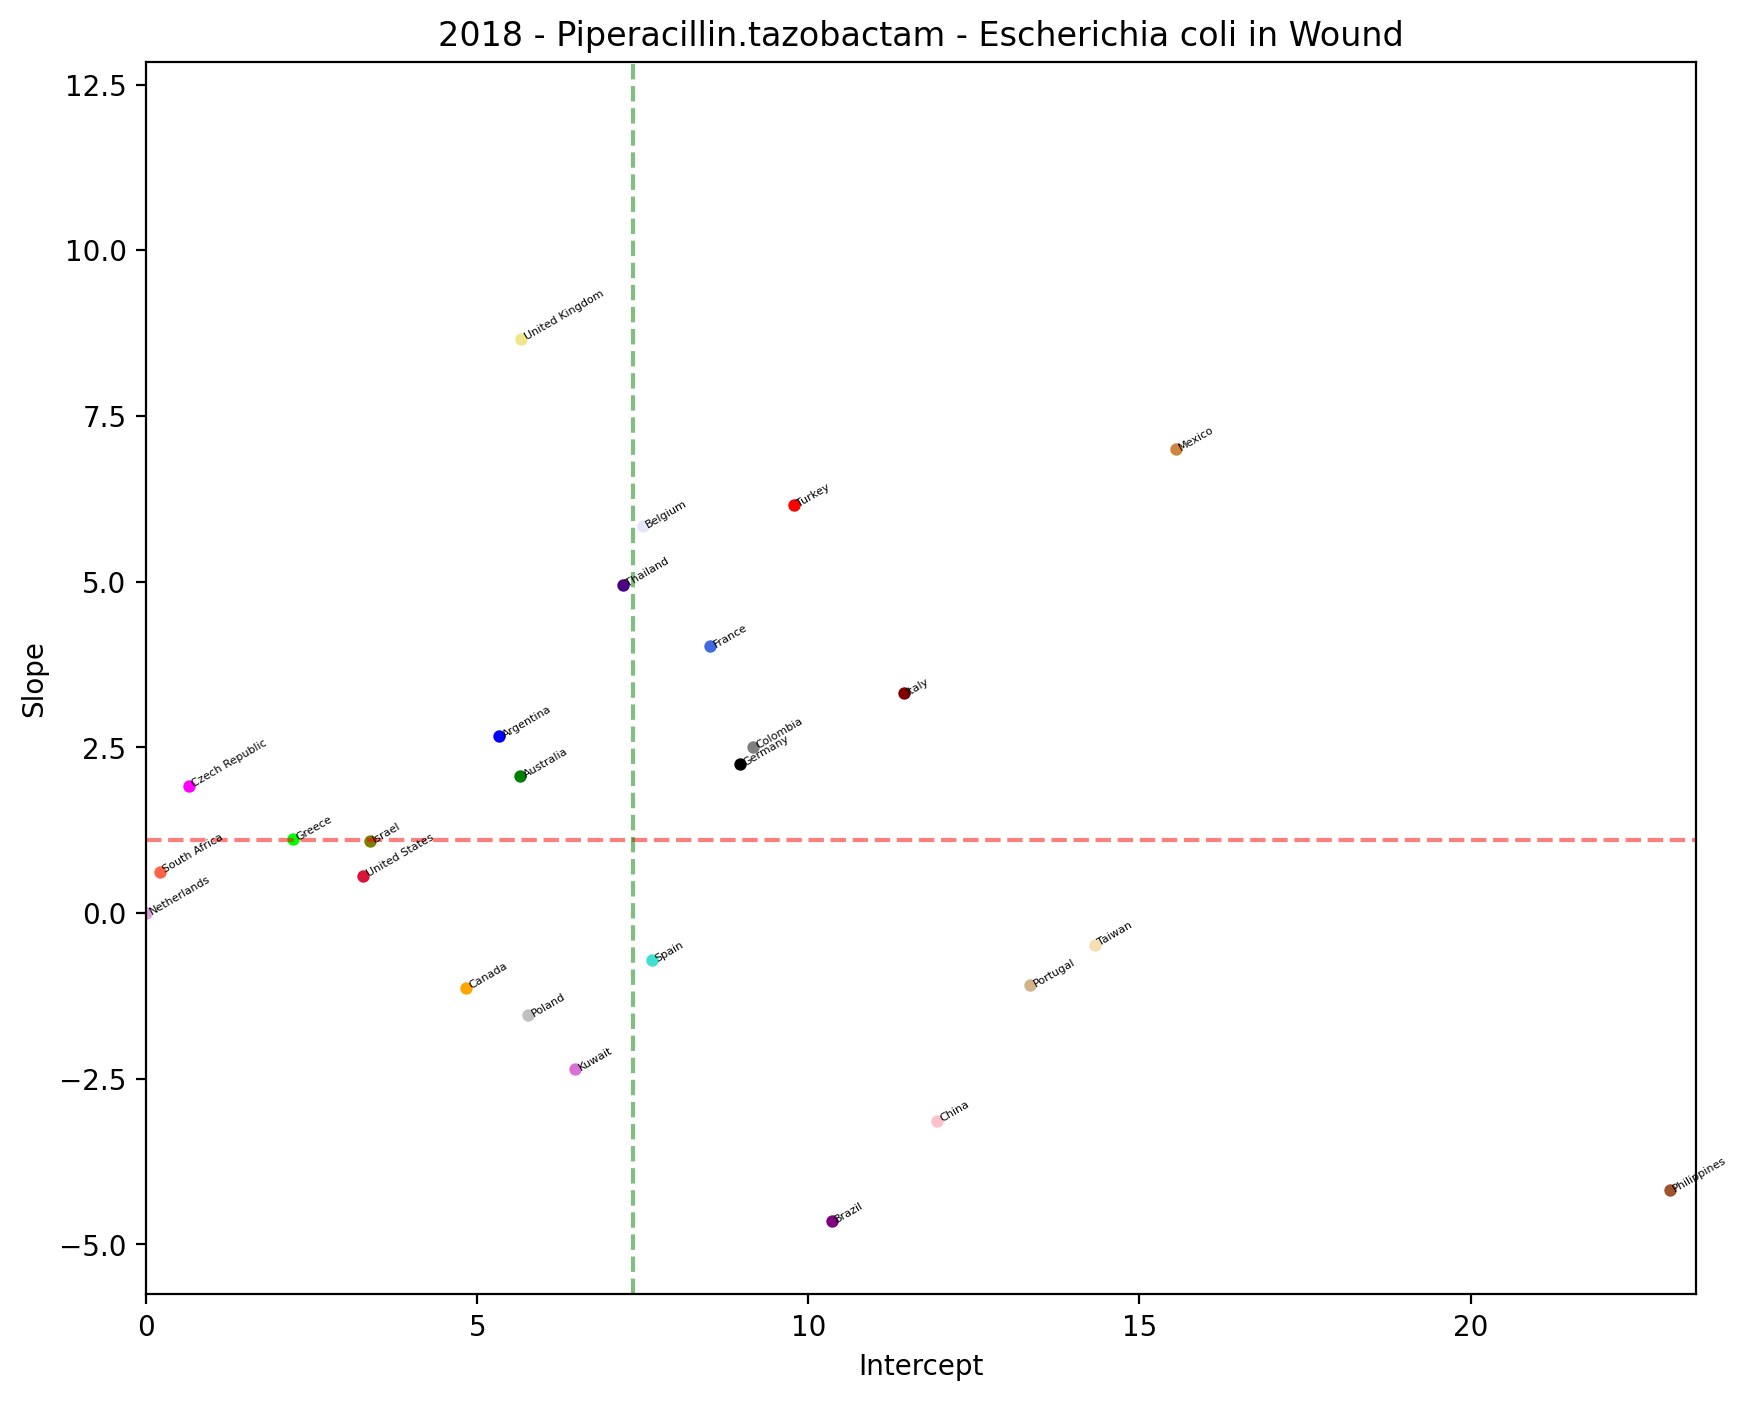 2018 - Piperacillin.tazobactam - Escherichia coli in Wound
12.5
10.0
7.5
5.0
2.5
0.0
−2.5
−5.0
Slope
United Kingdom
Mexico
Turkey
Belgium
Thailand
France
Italy
Argentina
Colombia
Germany
Australia
Czech Republic
Greece
Israel
South Africa
United States
Netherlands
Taiwan
Spain
Portugal
Canada
Poland
Kuwait
China
Philippines
Brazil
0
5
10
15
20
Intercept